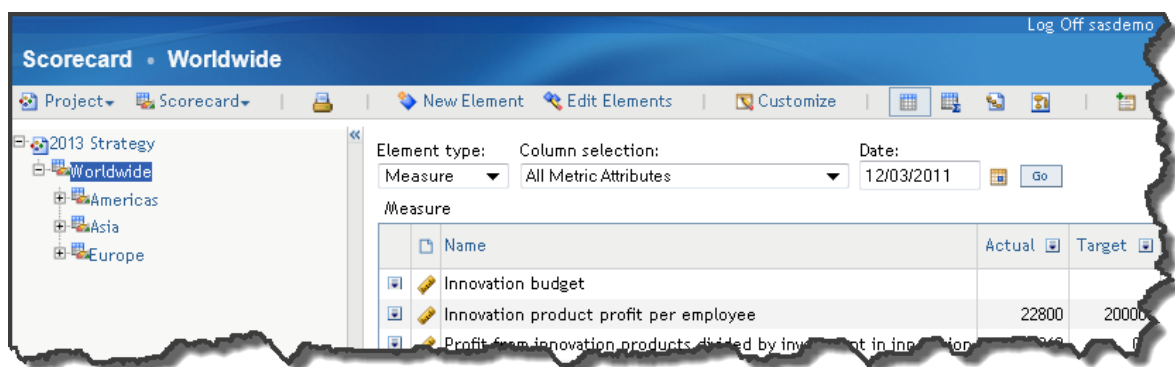 Log Off sasdemo
Scorecard • Worldwide
Project Scorecard New Element Edit Elements Customize
2013 Strategy
Worldwide
Americas
Asia
Europe
Element type: Column selection: Date:
Measure All Metric Attributes 12/03/2011 Go
Measure
Name Actual Target
Innovation budget
Innovation product profit per employee 22800 20000
Profit from innovation products divided by in